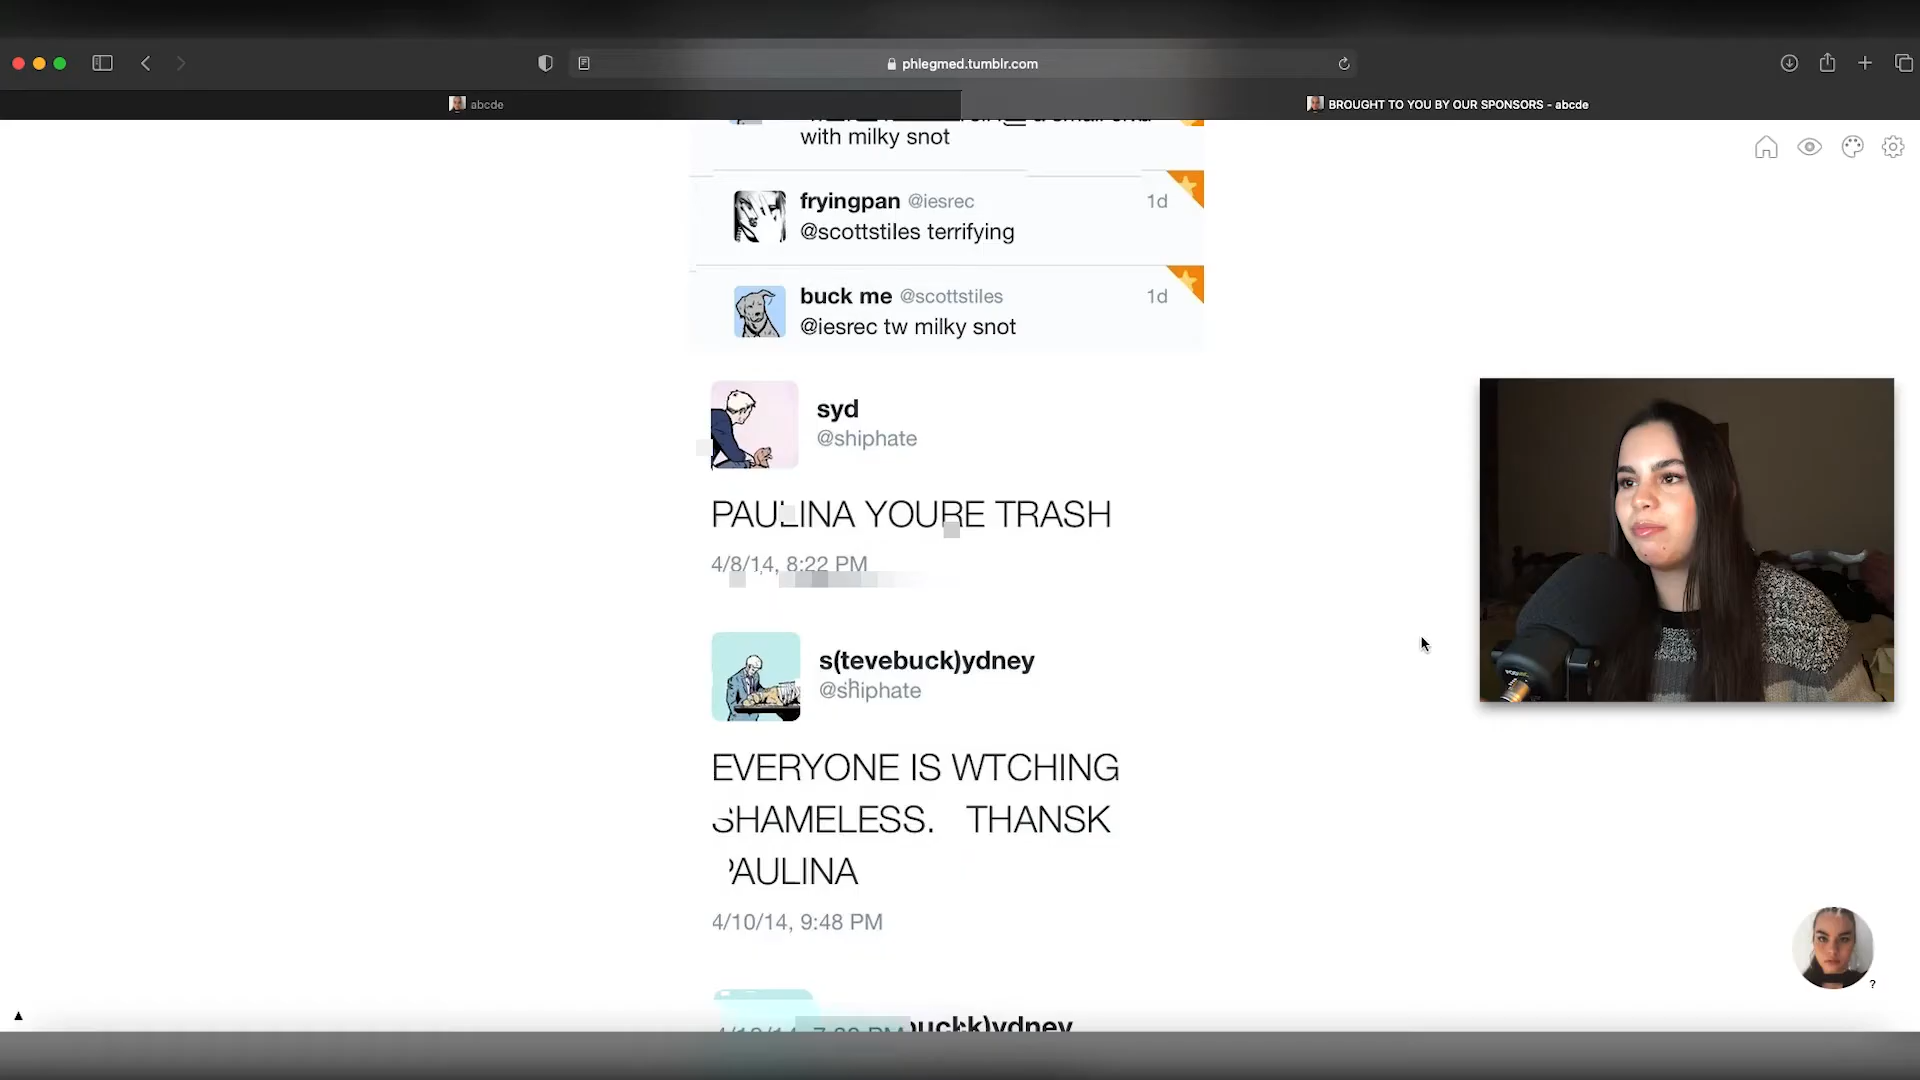 phlegmed.tumblr.com
abcde
BROUGHT TO YOU BY OUR SPONSORS - abcde
with milky snot
fryingpan @iesrec 1d
@scottstiles terrifying
buck me @scottstiles 1d
@iesrec tw milky snot
syd
@shiphate
PAULINA YOURE TRASH
4/8/14, 8:22 PM
s(tevebuck)ydney
@shiphate
EVERYONE IS WTCHING
SHAMELESS. THANSK
PAULINA
4/10/14, 9:48 PM
?